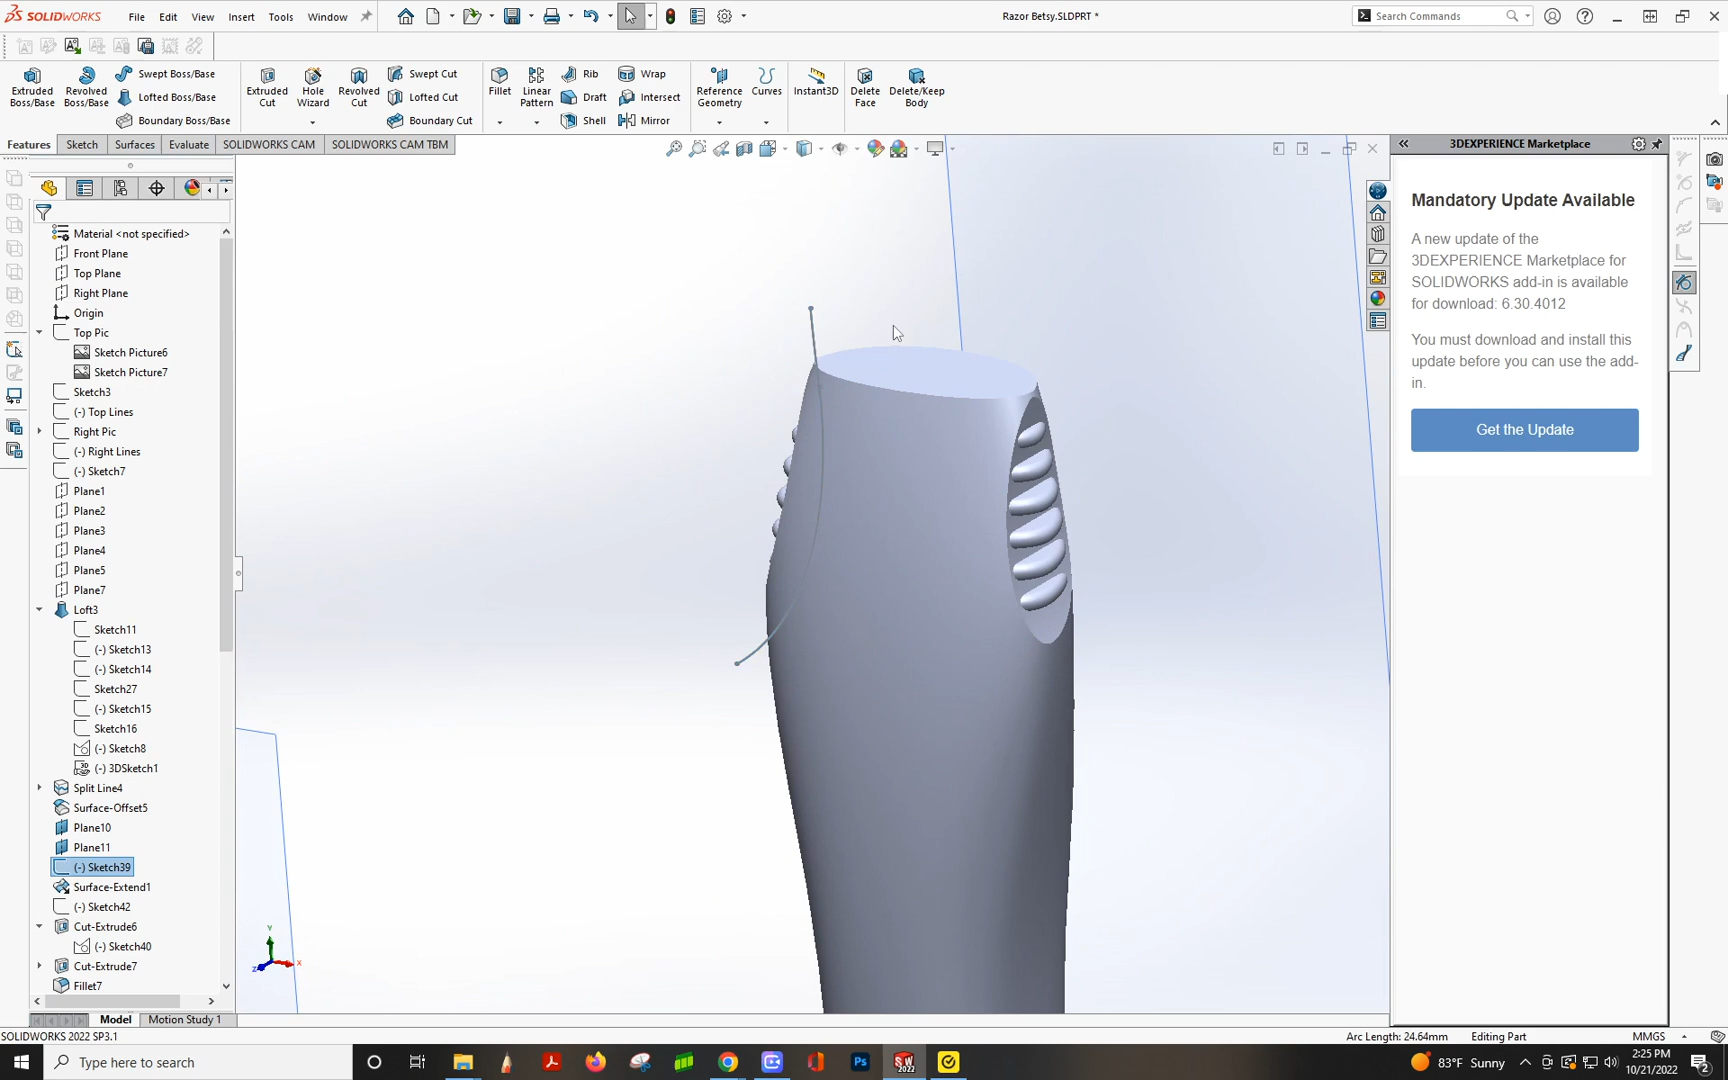 SOLIDWORKS File Edit View Insert Tools Window Razor Betsy.SLDPRT * Search Commands
Extruded Boss/Base Revolved Boss/Base Swept Boss/Base Lofted Boss/Base Boundary Boss/Base Extruded Cut Hole Wizard Revolved Cut Swept Cut Lofted Cut Boundary Cut Fillet Linear Pattern Rib Draft Shell Wrap Intersect Mirror Reference Geometry Curves Instant3D Delete Face Delete/Keep Body
Features Sketch Surfaces Evaluate SOLIDWORKS CAM SOLIDWORKS CAM TBM
Material <not specified>
Front Plane
Top Plane
Right Plane
Origin
Top Pic
Sketch Picture6
Sketch Picture7
Sketch3
(-) Top Lines
Right Pic
(-) Right Lines
(-) Sketch7
Plane1
Plane2
Plane3
Plane4
Plane5
Plane7
Loft3
Sketch11
(-) Sketch13
(-) Sketch14
Sketch27
(-) Sketch15
Sketch16
(-) Sketch8
(-) 3DSketch1
Split Line4
Surface-Offset5
Plane10
Plane11
(-) Sketch39
Surface-Extend1
(-) Sketch42
Cut-Extrude6
(-) Sketch40
Cut-Extrude7
Fillet7
Y
X
Z
3DEXPERIENCE Marketplace
Mandatory Update Available
A new update of the
3DEXPERIENCE Marketplace for
SOLIDWORKS add-in is available
for download: 6.30.4012
You must download and install this
update before you can use the add-
in.
Get the Update
Model Motion Study 1
SOLIDWORKS 2022 SP3.1 Arc Length: 24.64mm Editing Part MMGS
Type here to search 83°F Sunny 2:25 PM
10/21/2022 2